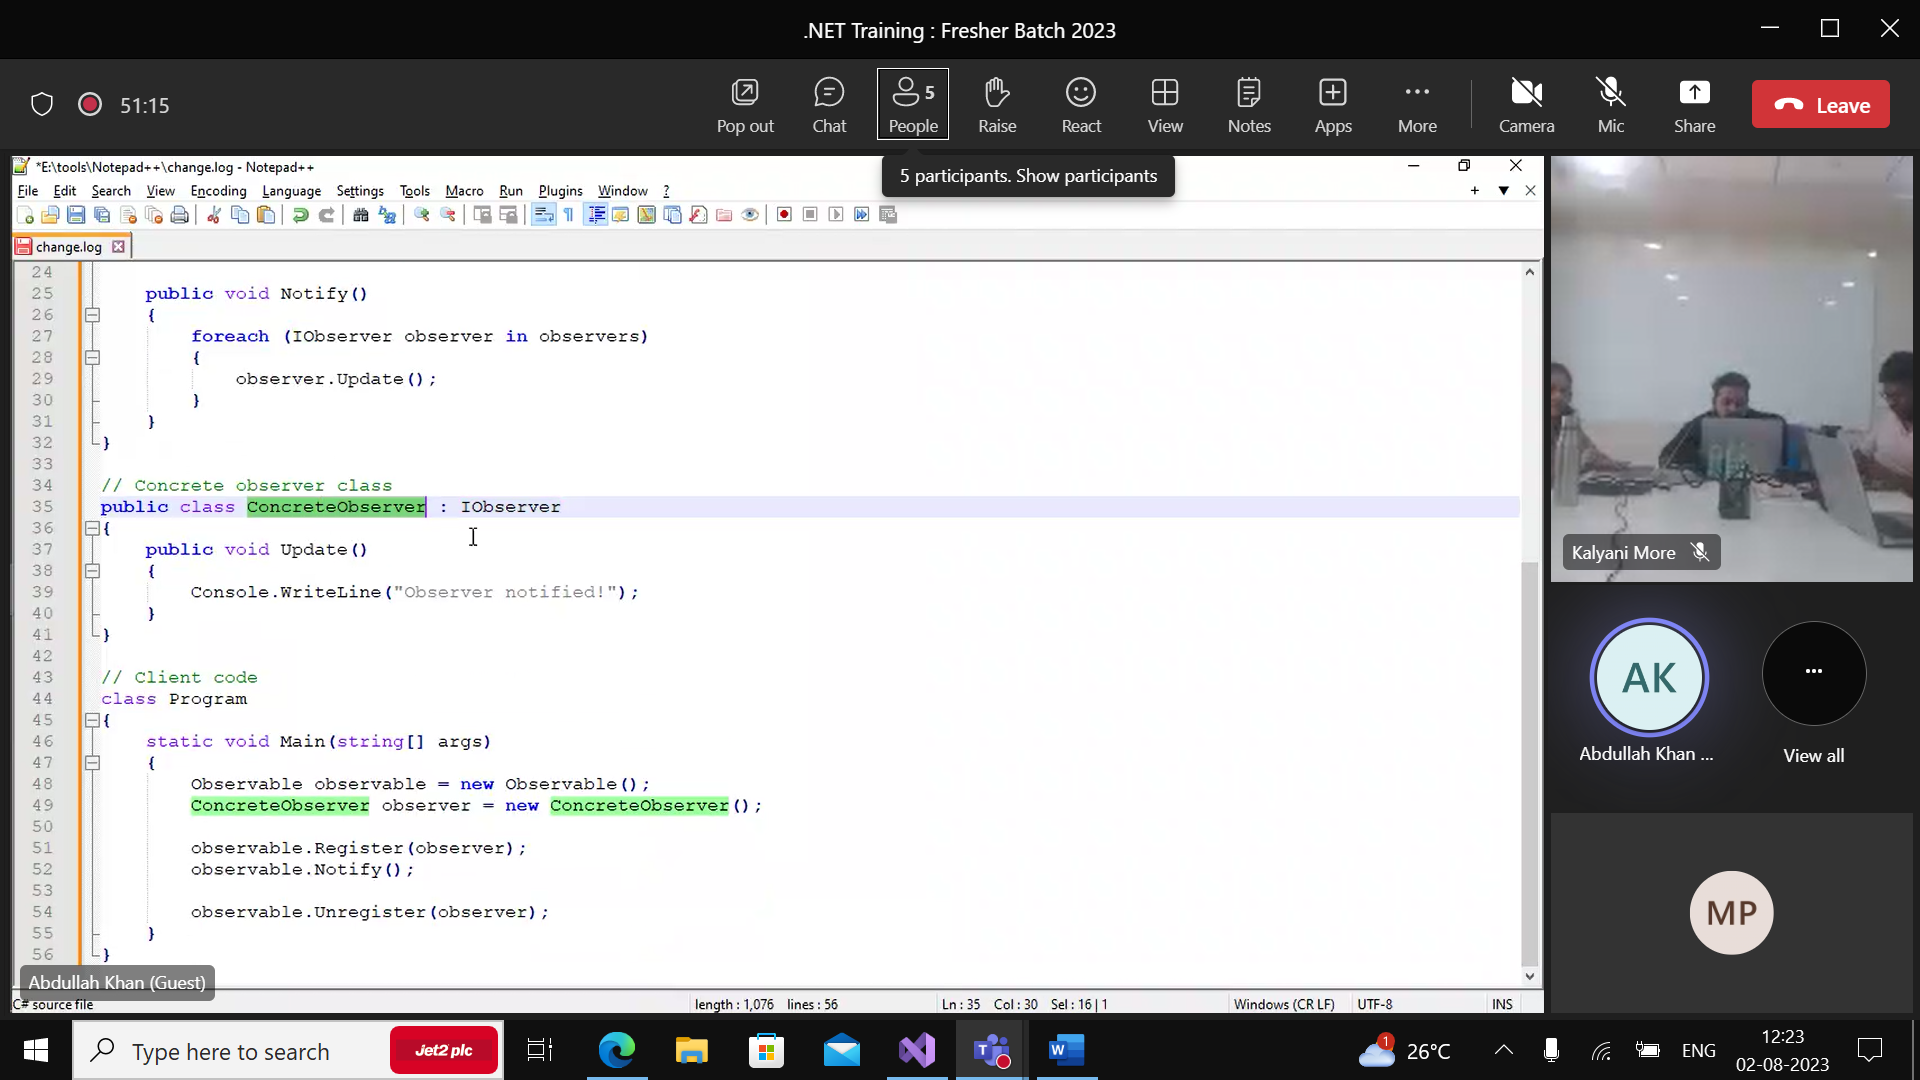 .NET Training : Fresher Batch 2023
51:15
Pop out
Chat
5
People
Raise
React
View
Notes
Apps
More
Camera
Mic
Share
Leave
5 participants. Show participants
*E:\tools\Notepad++\change.log - Notepad++
File Edit Search View Encoding Language Settings Tools Macro Run Plugins Window ?
change.log
24
25 public void Notify()
26 {
27 foreach (IObserver observer in observers)
28 {
29 observer.Update();
30 }
31 }
32 }
33
34 // Concrete observer class
35 public class ConcreteObserver : IObserver
36 {
37 public void Update()
38 {
39 Console.WriteLine("Observer notified!");
40 }
41 }
42
43 // Client code
44 class Program
45 {
46 static void Main(string[] args)
47 {
48 Observable observable = new Observable();
49 ConcreteObserver observer = new ConcreteObserver();
50
51 observable.Register(observer);
52 observable.Notify();
53
54 observable.Unregister(observer);
55 }
56 }
Abdullah Khan (Guest)
C# source file
length : 1,076 lines : 56
Ln : 35 Col : 30 Sel : 16 | 1
Windows (CR LF)
UTF-8
INS
Kalyani More
AK
Abdullah Khan ...
...
View all
MP
Type here to search
Jet2 plc
1
26°C
ENG
12:23
02-08-2023